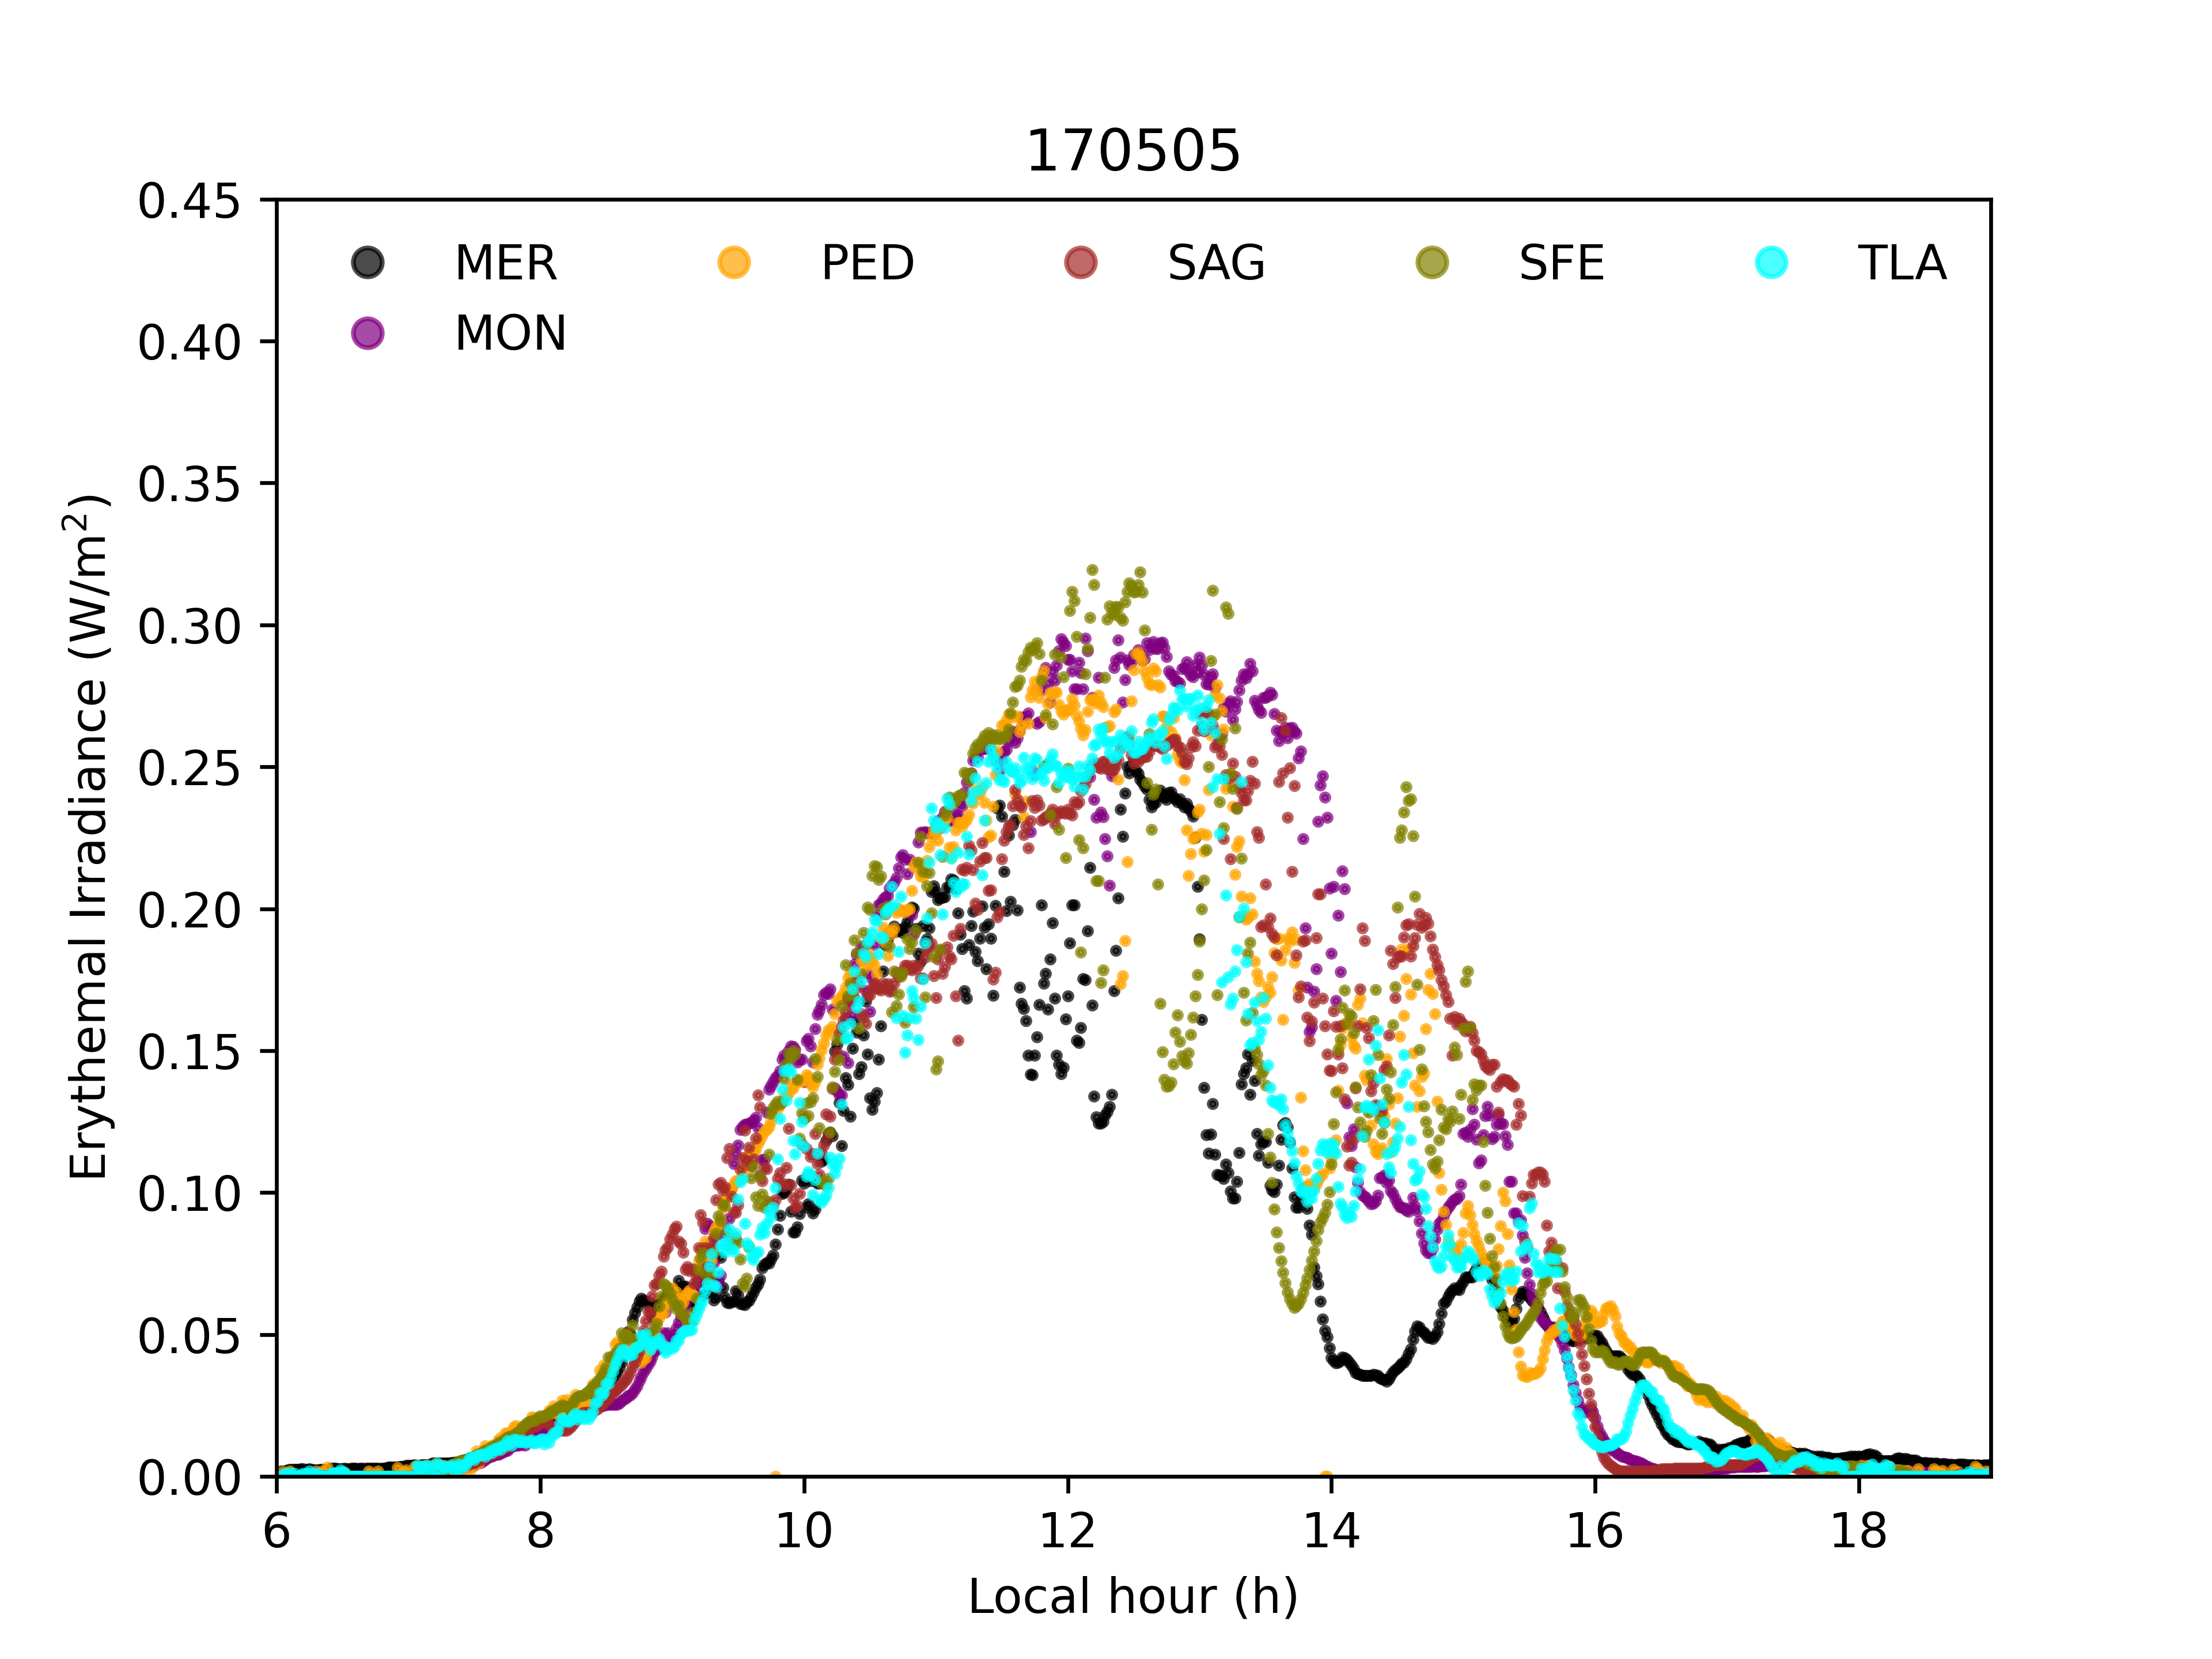 170505
0.45
0.40
0.35
0.30
0.25
0.20
0.15
0.10
0.05
0.00
Erythemal Irradiance (W/m²)
MER PED SAG SFE TLA
MON
6 8 10 12 14 16 18
Local hour (h)